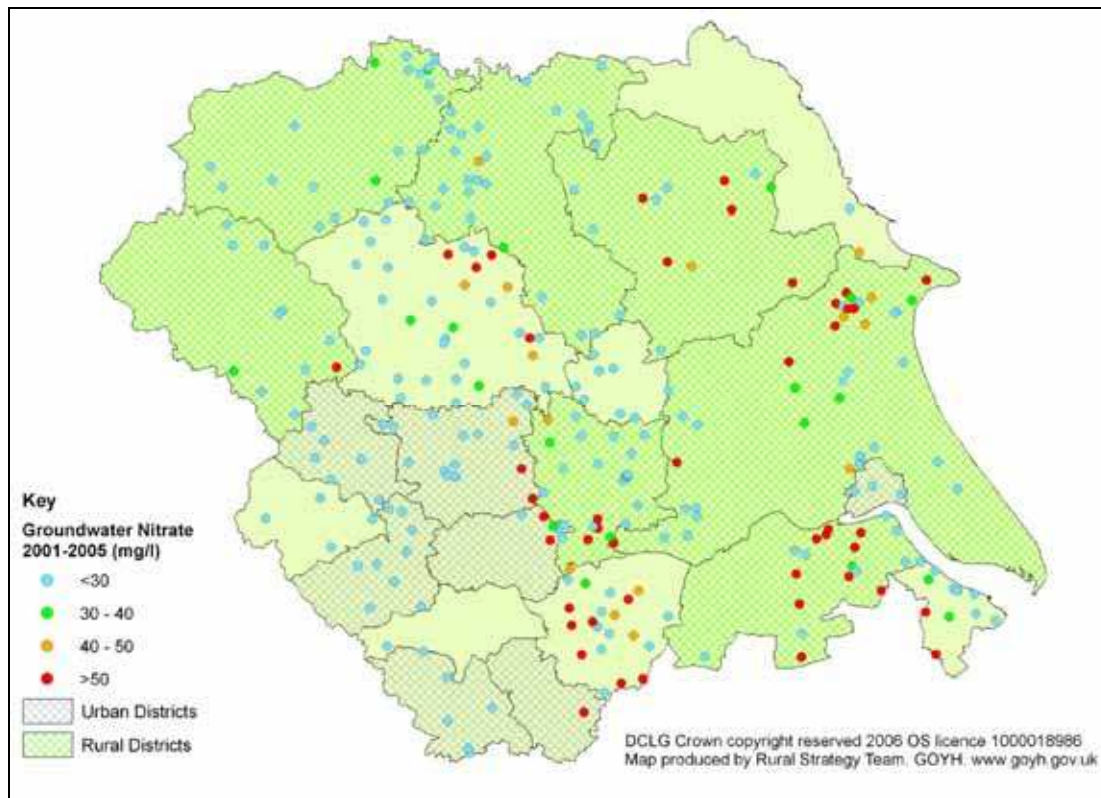 Key
Groundwater Nitrate
2001-2005 (mg/l)
<30
30 - 40
40 - 50
>50
Urban Districts
Rural Districts
DCLG Crown copyright reserved 2006 OS licence 1000018986
Map produced by Rural Strategy Team. GOYH. www.goyh.gov.uk